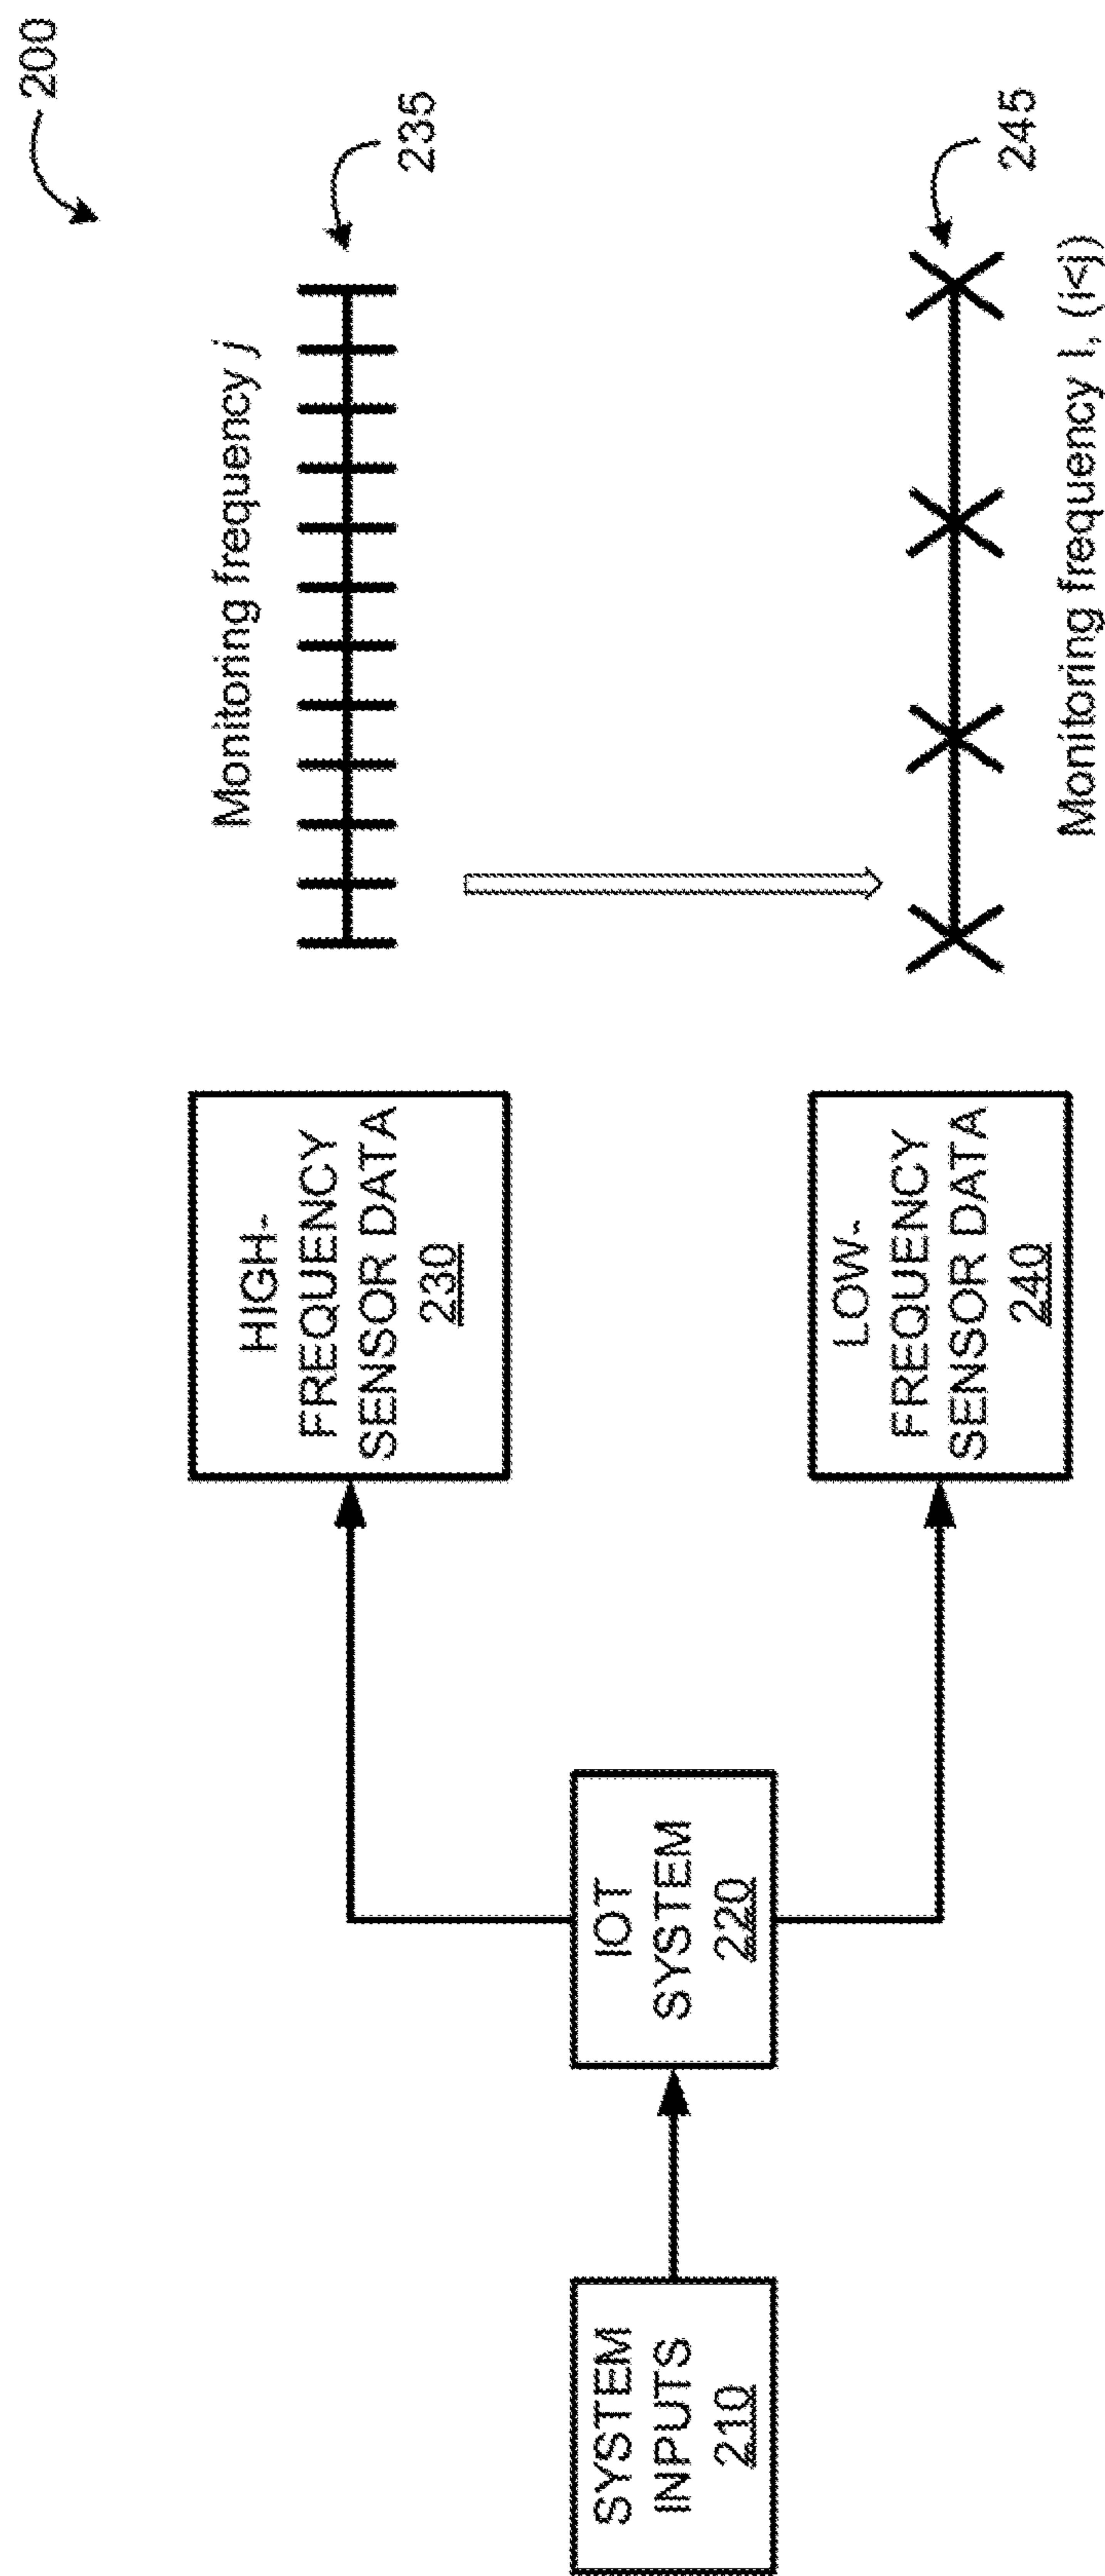 200
Monitoring frequency j
235
HIGH-
FREQUENCY
SENSOR DATA
230
SYSTEM
INPUTS
210
IOT
SYSTEM
220
LOW-
FREQUENCY
SENSOR DATA
240
245
Monitoring frequency I, (i<j)